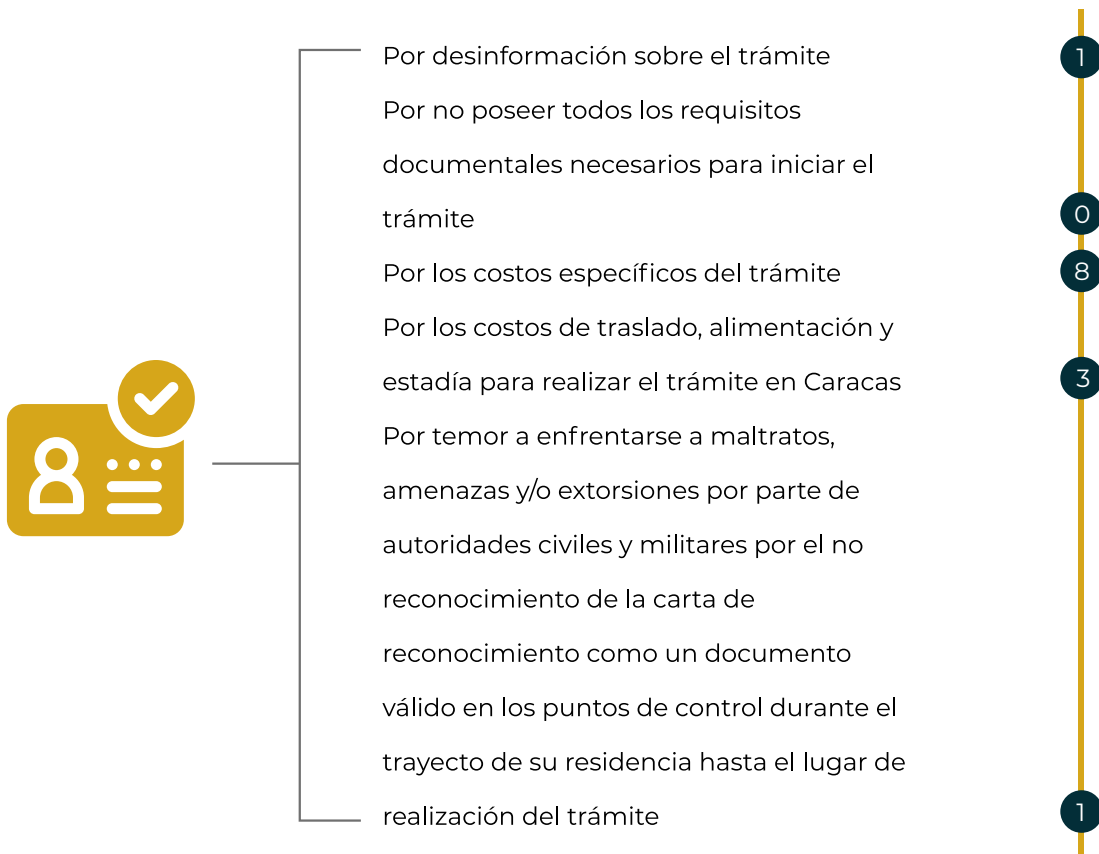 Por desinformación sobre el trámite 1
Por no poseer todos los requisitos
documentales necesarios para iniciar el
trámite 0
Por los costos específicos del trámite 8
Por los costos de traslado, alimentación y
estadía para realizar el trámite en Caracas 3
Por temor a enfrentarse a maltratos,
amenazas y/o extorsiones por parte de
autoridades civiles y militares por el no
reconocimiento de la carta de
reconocimiento como un documento
válido en los puntos de control durante el
trayecto de su residencia hasta el lugar de
realización del trámite 1